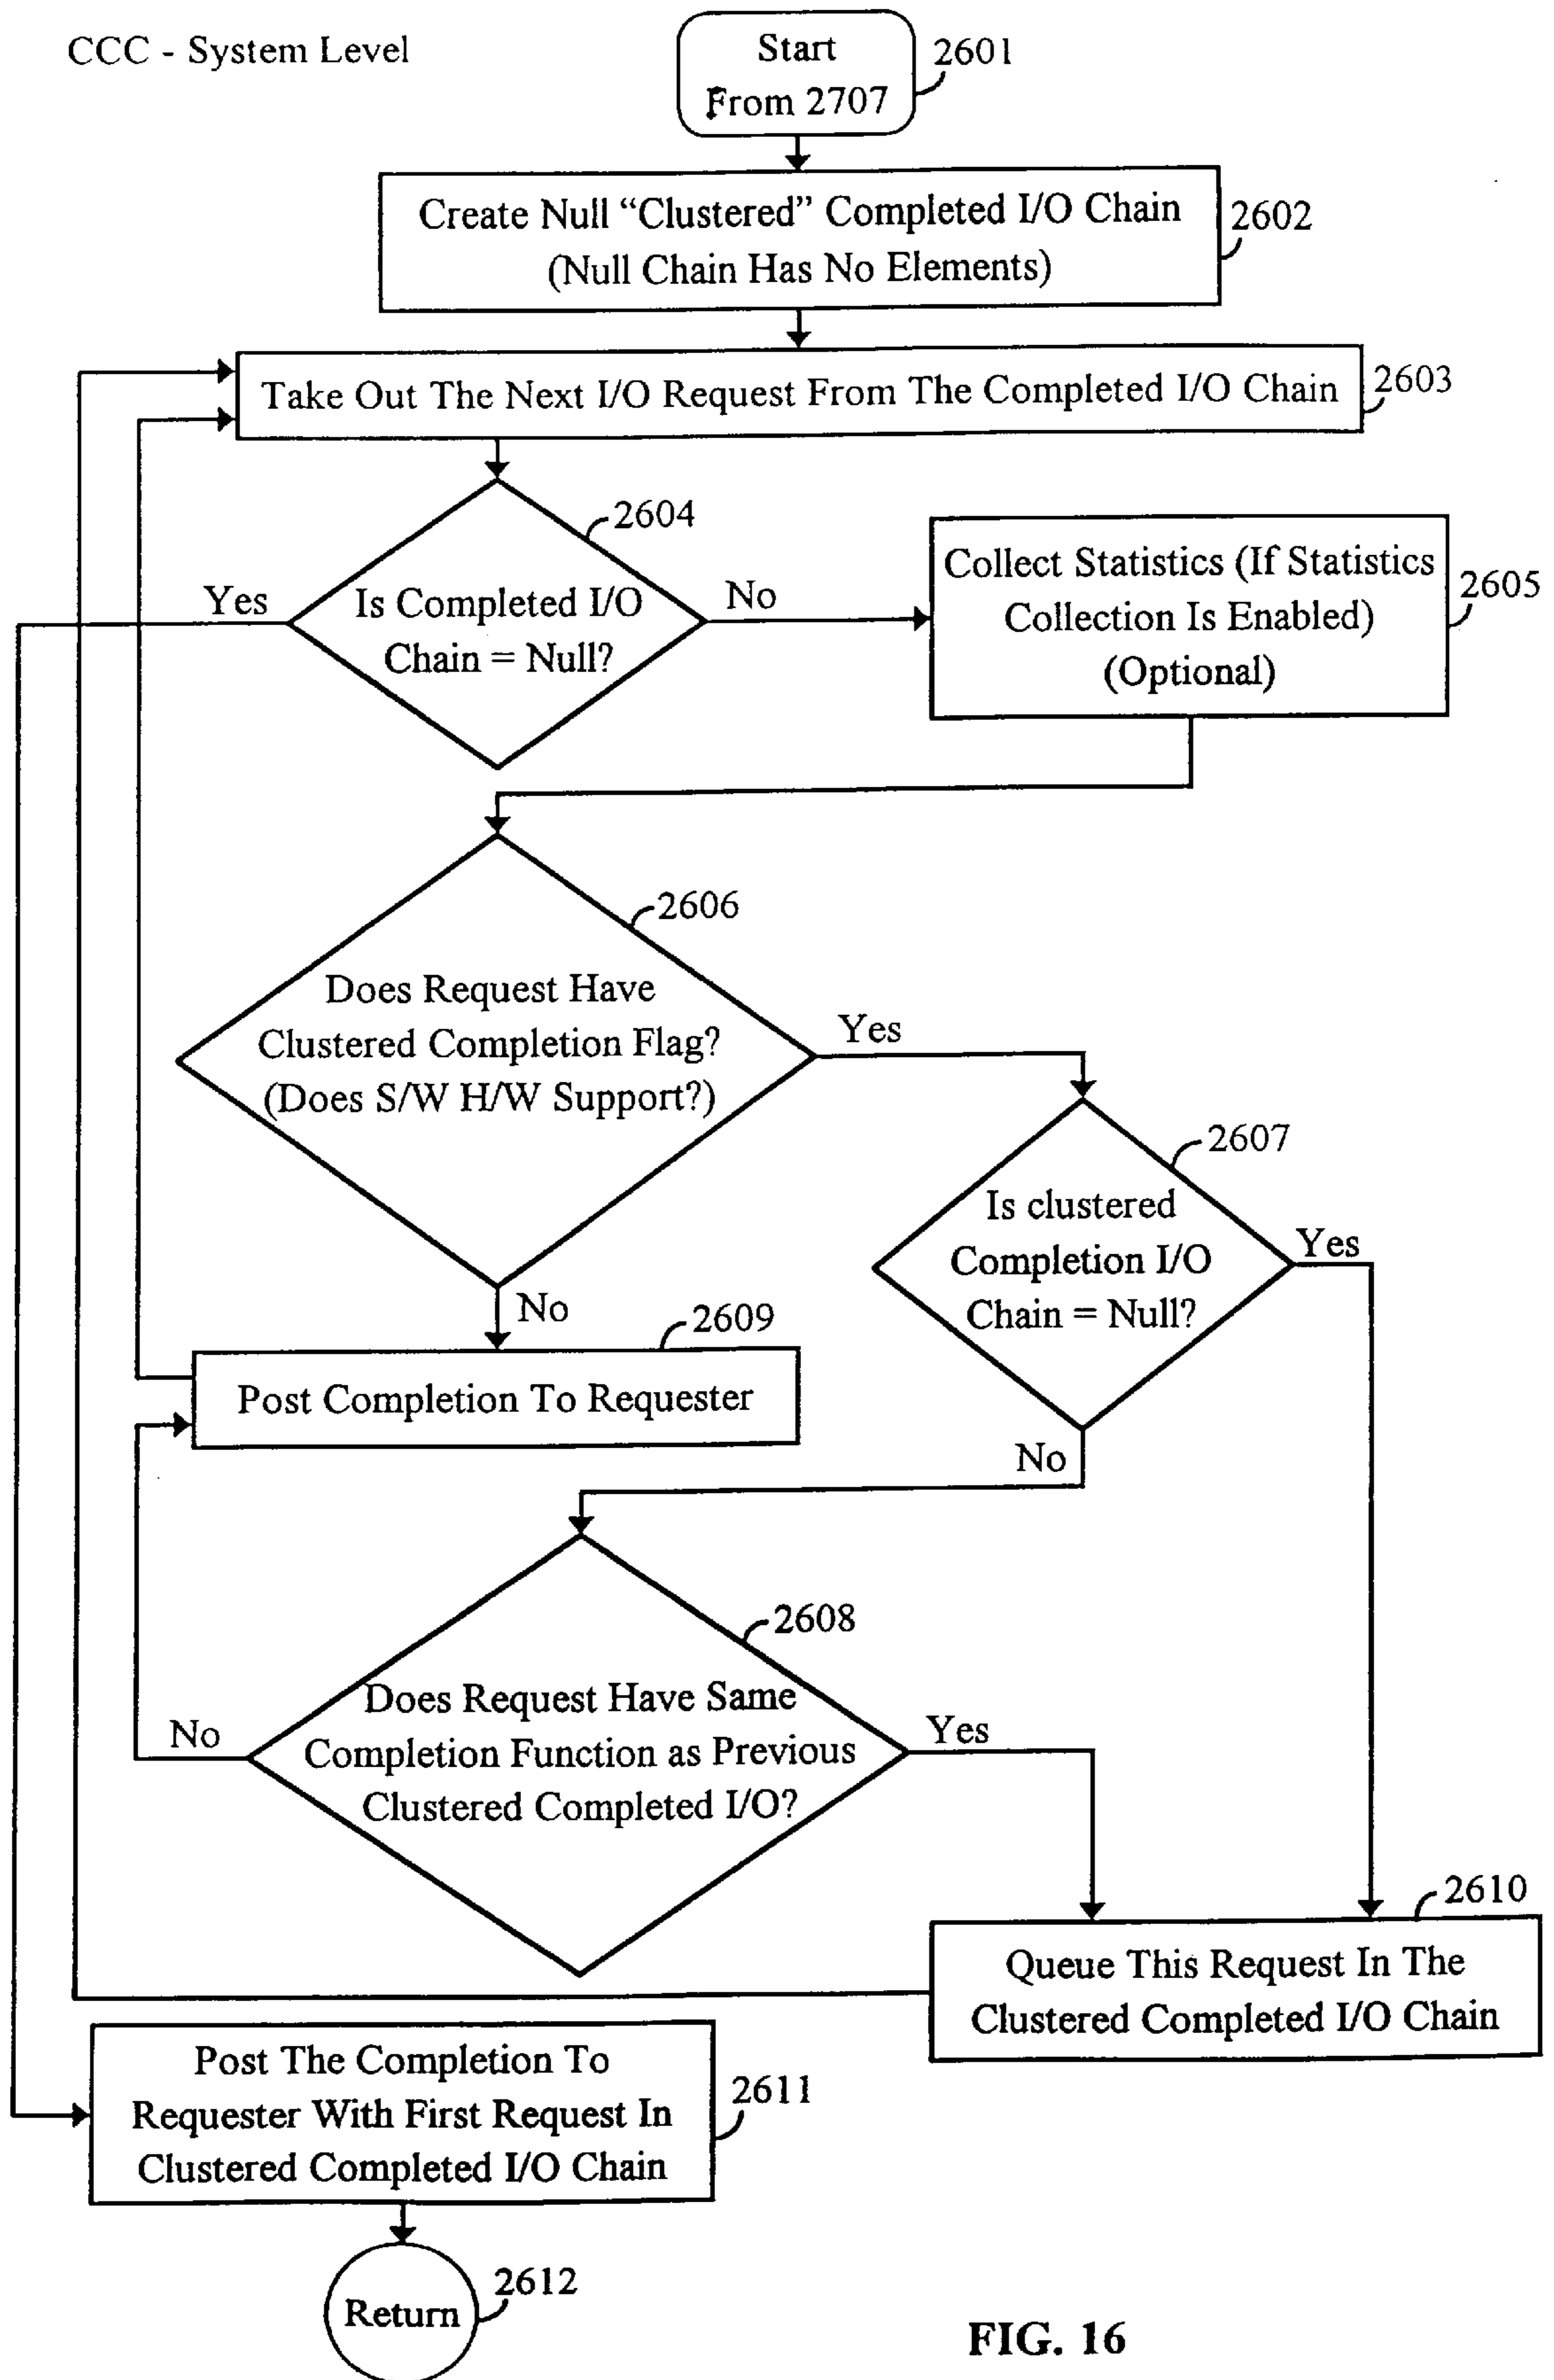 CCC - System Level
Start
From 2707
2601
Create Null “Clustered” Completed I/O Chain
(Null Chain Has No Elements)
2602
Take Out The Next I/O Request From The Completed I/O Chain
2603
2604
Is Completed I/O
Chain = Null?
Yes
No
Collect Statistics (If Statistics
Collection Is Enabled)
(Optional)
2605
2606
Does Request Have
Clustered Completion Flag?
(Does S/W H/W Support?)
Yes
No
2607
Is clustered
Completion I/O
Chain = Null?
Yes
No
2609
Post Completion To Requester
2608
Does Request Have Same
Completion Function as Previous
Clustered Completed I/O?
No
Yes
2610
Queue This Request In The
Clustered Completed I/O Chain
Post The Completion To
Requester With First Request In
Clustered Completed I/O Chain
2611
Return
2612
FIG. 16